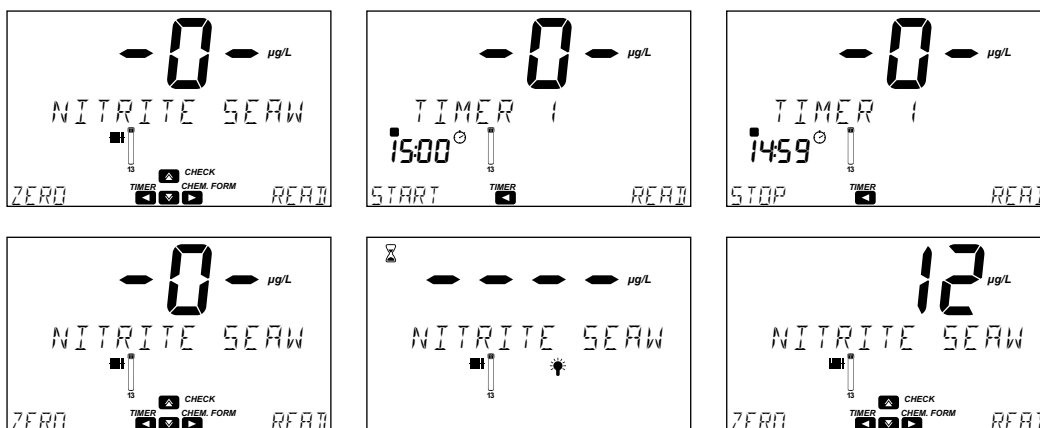 -0- µg/L
NITRITE SEAW
13
CHECK
TIMER CHEM. FORM
ZERO READ
-0- µg/L
TIMER 1
15:00
13
TIMER
START READ
-0- µg/L
TIMER 1
14:59
13
TIMER
STOP READ
-0- µg/L
NITRITE SEAW
13
CHECK
TIMER CHEM. FORM
ZERO READ
- - - - µg/L
NITRITE SEAW
13
12 µg/L
NITRITE SEAW
13
CHECK
TIMER CHEM. FORM
ZERO READ